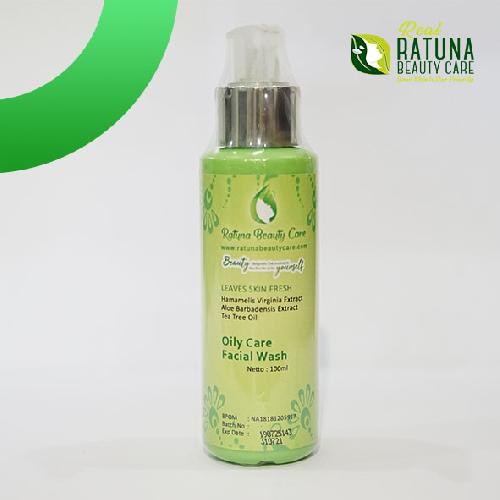 Real
RATUNA
BEAUTY CARE
Ratuna Beauty Care
www.ratunabeautycare.com
Beauty
yourself
LEAVES SKIN FRESH
Hamamelis Virginia Extract
Aloe Barbadensis Extract
Tea Tree Oil
Oily Care
Facial Wash
Netto : 100ml
BPOM :
Batch No :
Exp Date :